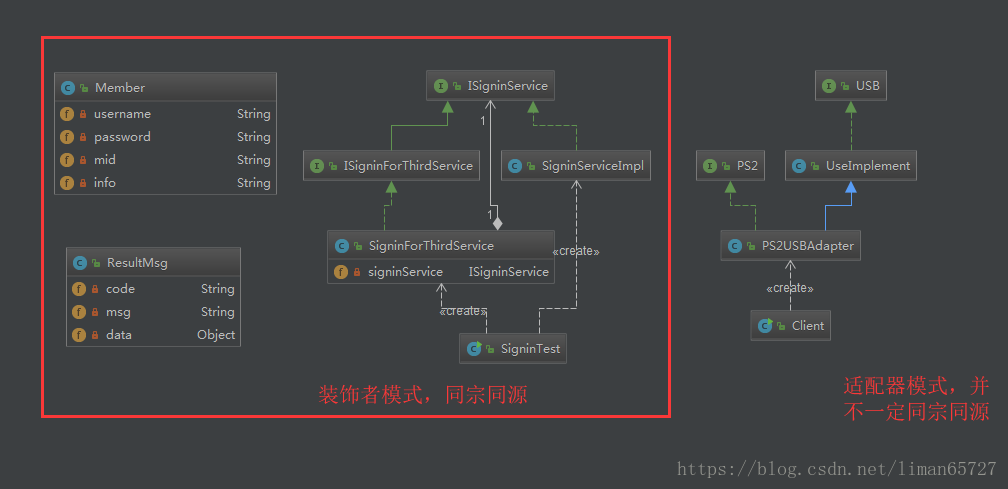 Member
username String
password String
mid String
info String
ResultMsg
code String
msg String
data Object
ISigninService
1
ISigninForThirdService
SigninServiceImpl
1
SigninForThirdService
signinService ISigninService
«create»
«create»
SigninTest
装饰者模式，同宗同源
USB
PS2
UseImplement
PS2USBAdapter
«create»
Client
适配器模式，并
不一定同宗同源
https://blog.csdn.net/liman65727